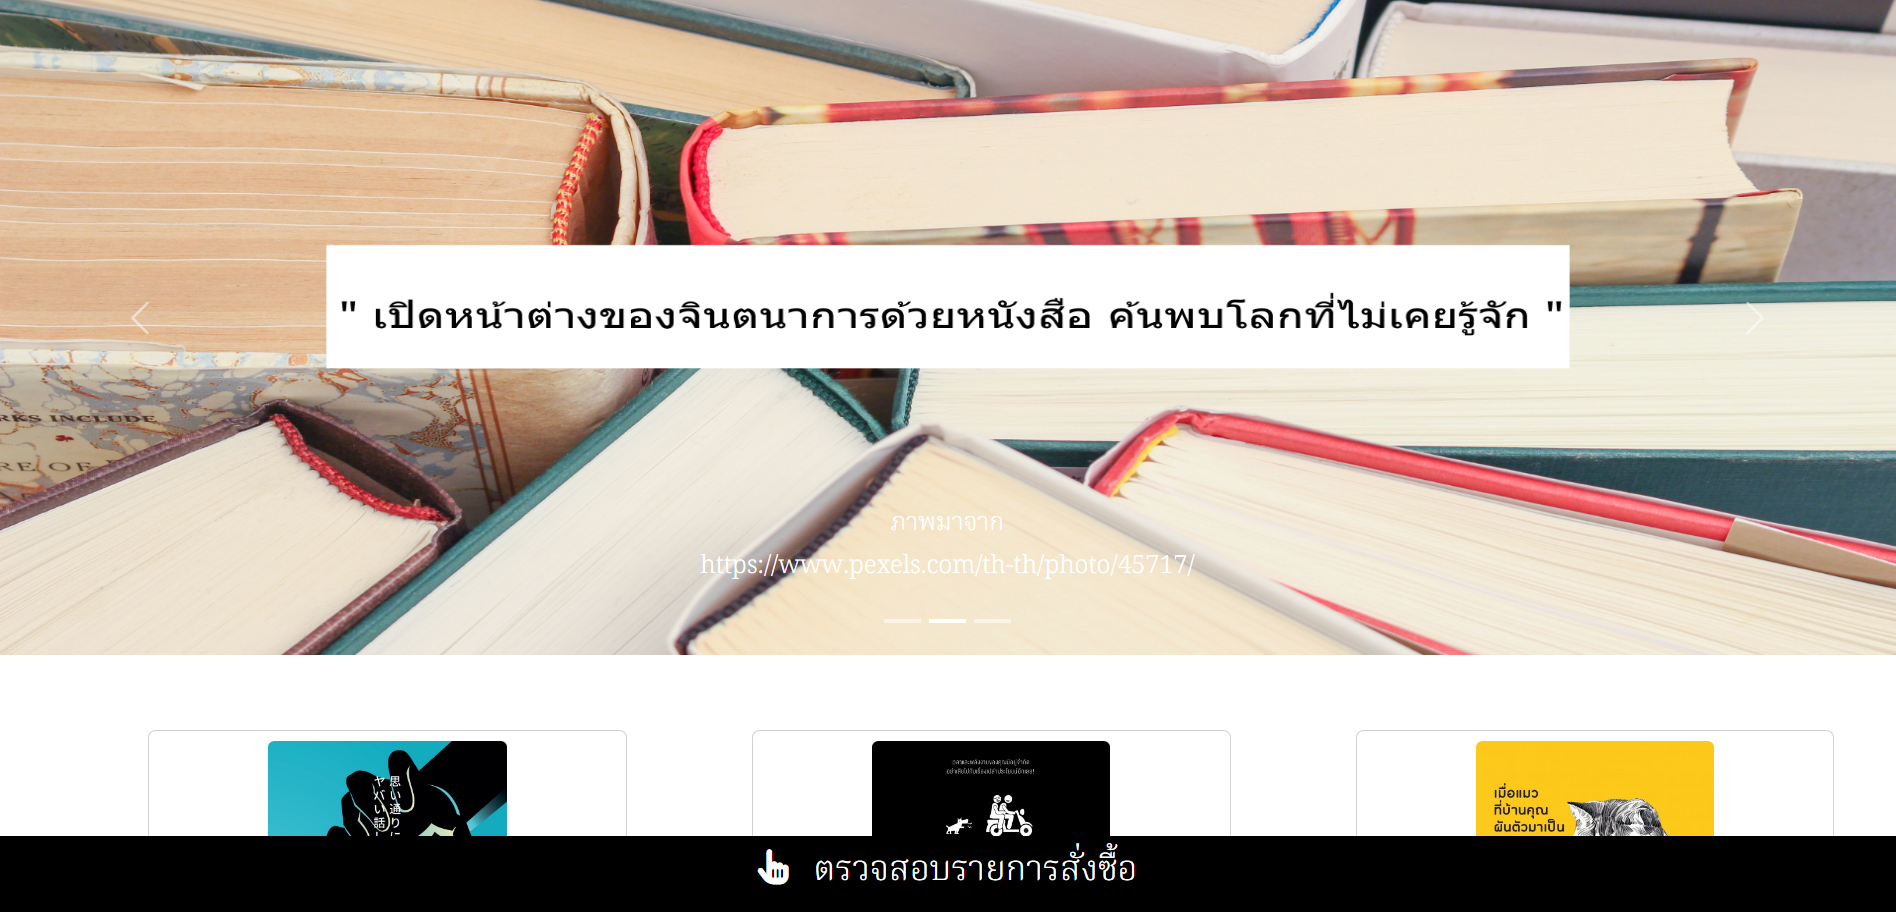 " เปิดหน้าต่างของจินตนาการด้วยหนังสือ ค้นพบโลกที่ไม่เคยรู้จัก "
RKS INCLUDE
RE OF
ภาพมาจาก
https://www.pexels.com/th-th/photo/45717/
思い通りに
ヤバい話し
เมื่อแมว
ที่บ้านคุณ
ผันตัวมาเป็น
ตรวจสอบรายการสั่งซื้อ